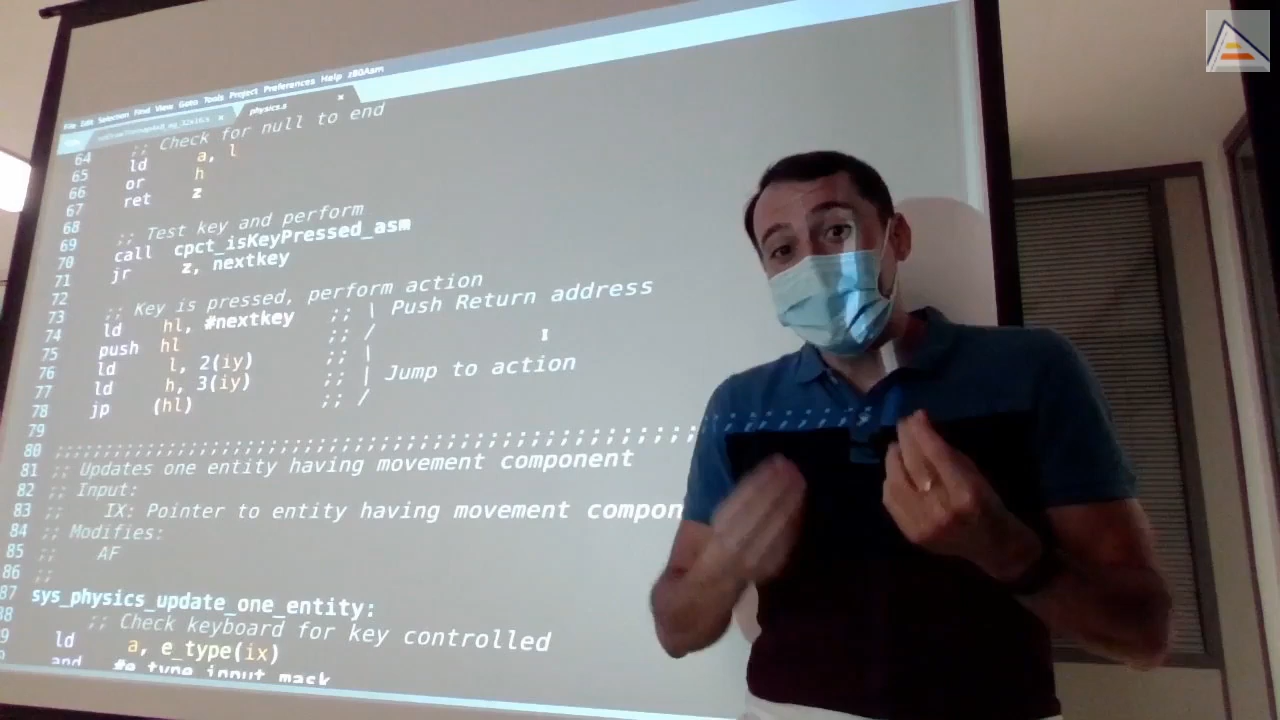 File Edit Selection Find View Goto Tools Project Preferences Help z80Asm
physics.s ×
;; Check for null to end
64 ld a, l
65 or h
66 ret z
67
68 ;; Test key and perform
69 call cpct_isKeyPressed_asm
70 jr z, nextkey
71
72 ;; Key is pressed, perform action
73 ld hl, #nextkey ;; \ Push Return address
74 push hl ;; /
75 ld l, 2(iy) ;; \
76 ld h, 3(iy) ;; | Jump to action
77 jp (hl) ;; /
78
79
80 ;;;;;;;;;;;;;;;;;;;;;;;;;;;;;;;;;;;;;;;;;;;;;;;;;;
81 ;; Updates one entity having movement component
82 ;; Input:
83 ;; IX: Pointer to entity having movement compon
84 ;; Modifies:
85 ;; AF
86 ;;
87 sys_physics_update_one_entity:
88 ;; Check keyboard for key controlled
9 ld a, e_type(ix)
and #e_type_input_mask